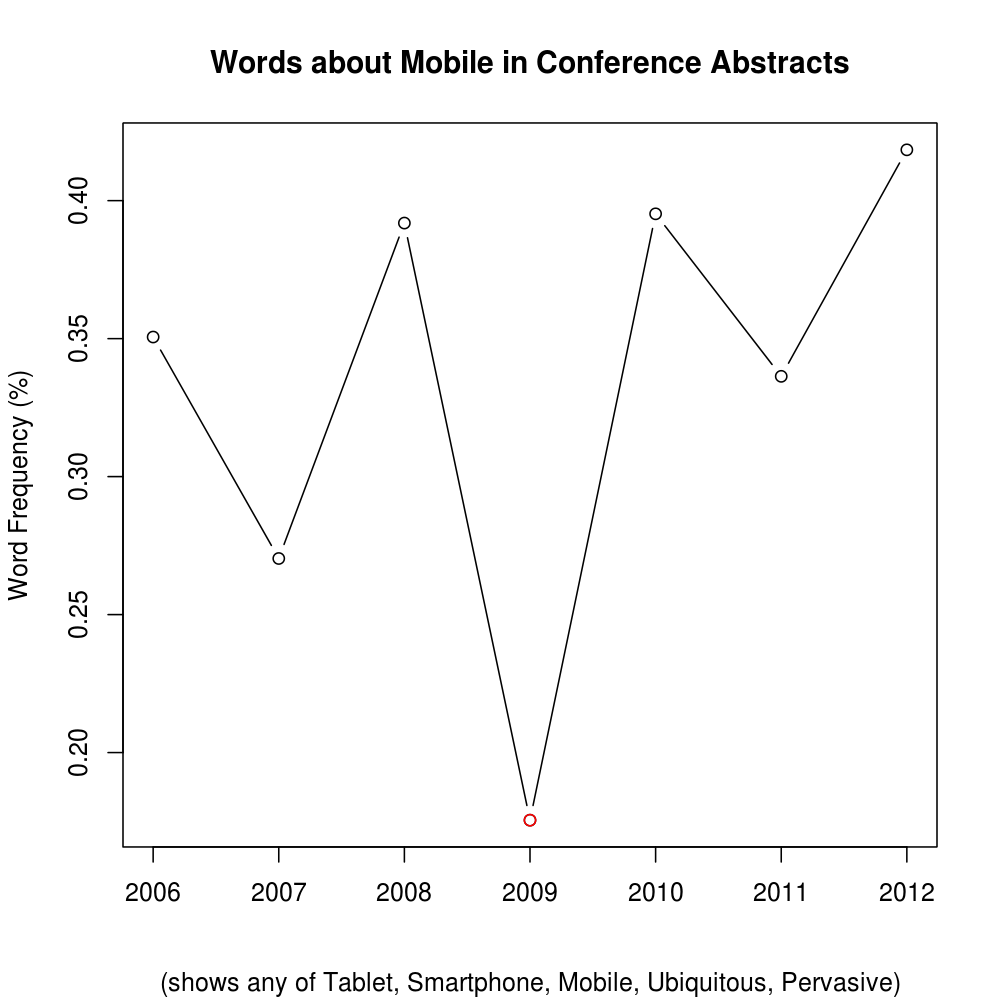 Words about Mobile in Conference Abstracts
Word Frequency (%)
0.40
0.35
0.30
0.25
0.20
2006 2007 2008 2009 2010 2011 2012
(shows any of Tablet, Smartphone, Mobile, Ubiquitous, Pervasive)